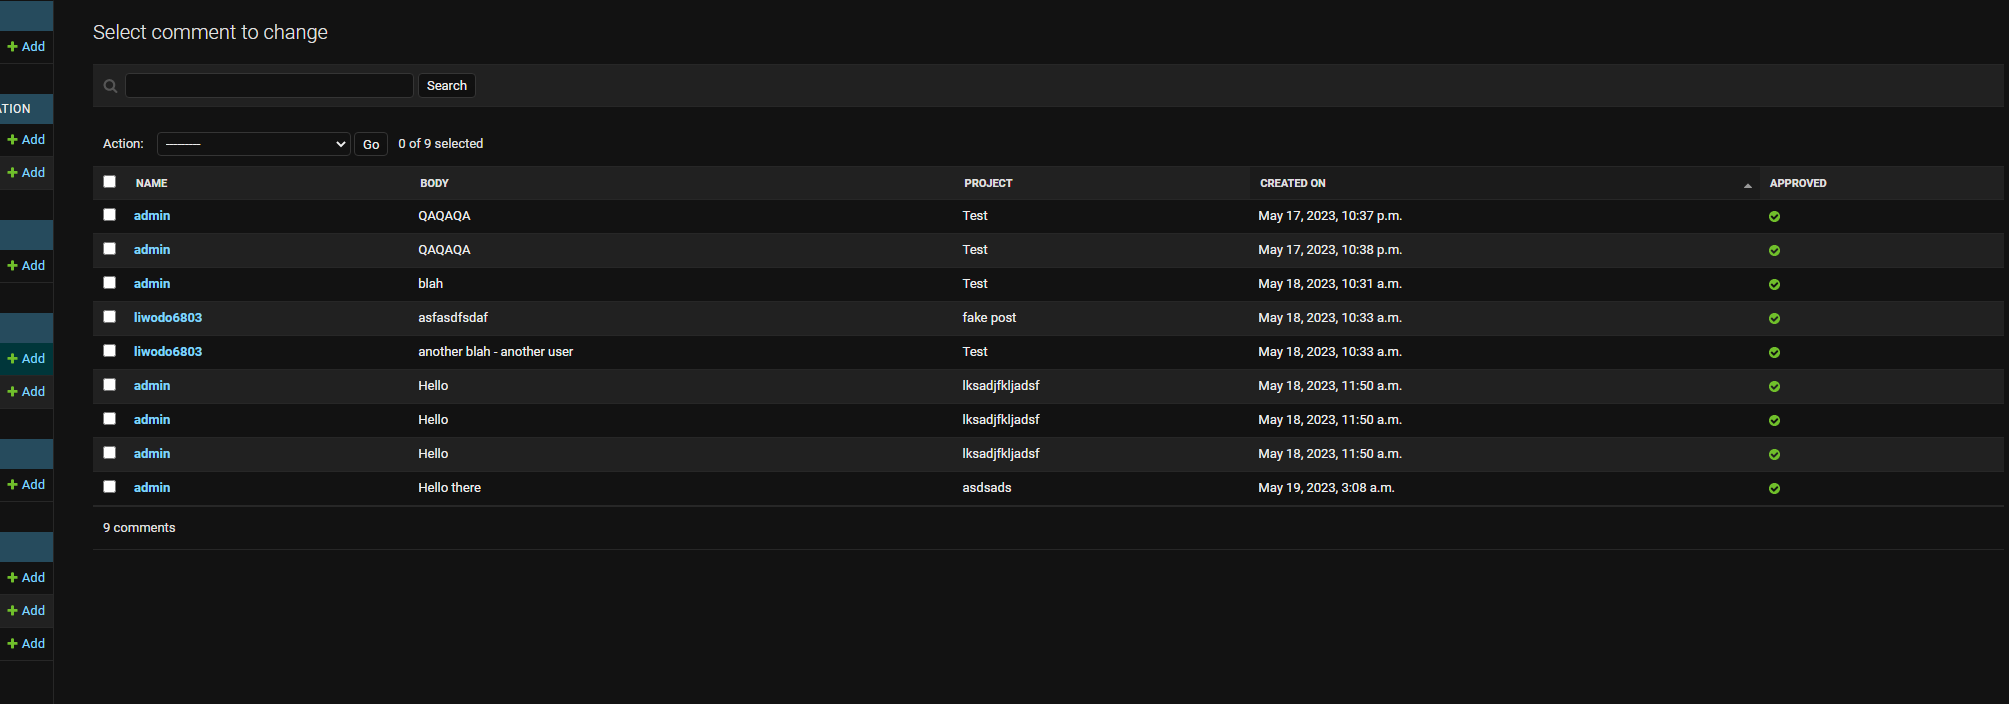 Select comment to change
Add
Search
ATION
Add
Action: --------- Go 0 of 9 selected
Add
NAME BODY PROJECT CREATED ON APPROVED
admin QAQAQA Test May 17, 2023, 10:37 p.m.
admin QAQAQA Test May 17, 2023, 10:38 p.m.
Add
admin blah Test May 18, 2023, 10:31 a.m.
liwodo6803 asfasdfsdaf fake post May 18, 2023, 10:33 a.m.
liwodo6803 another blah - another user Test May 18, 2023, 10:33 a.m.
Add
admin Hello lksadjfkljadsf May 18, 2023, 11:50 a.m.
Add
admin Hello lksadjfkljadsf May 18, 2023, 11:50 a.m.
admin Hello lksadjfkljadsf May 18, 2023, 11:50 a.m.
Add
admin Hello there asdsads May 19, 2023, 3:08 a.m.
9 comments
Add
Add
Add